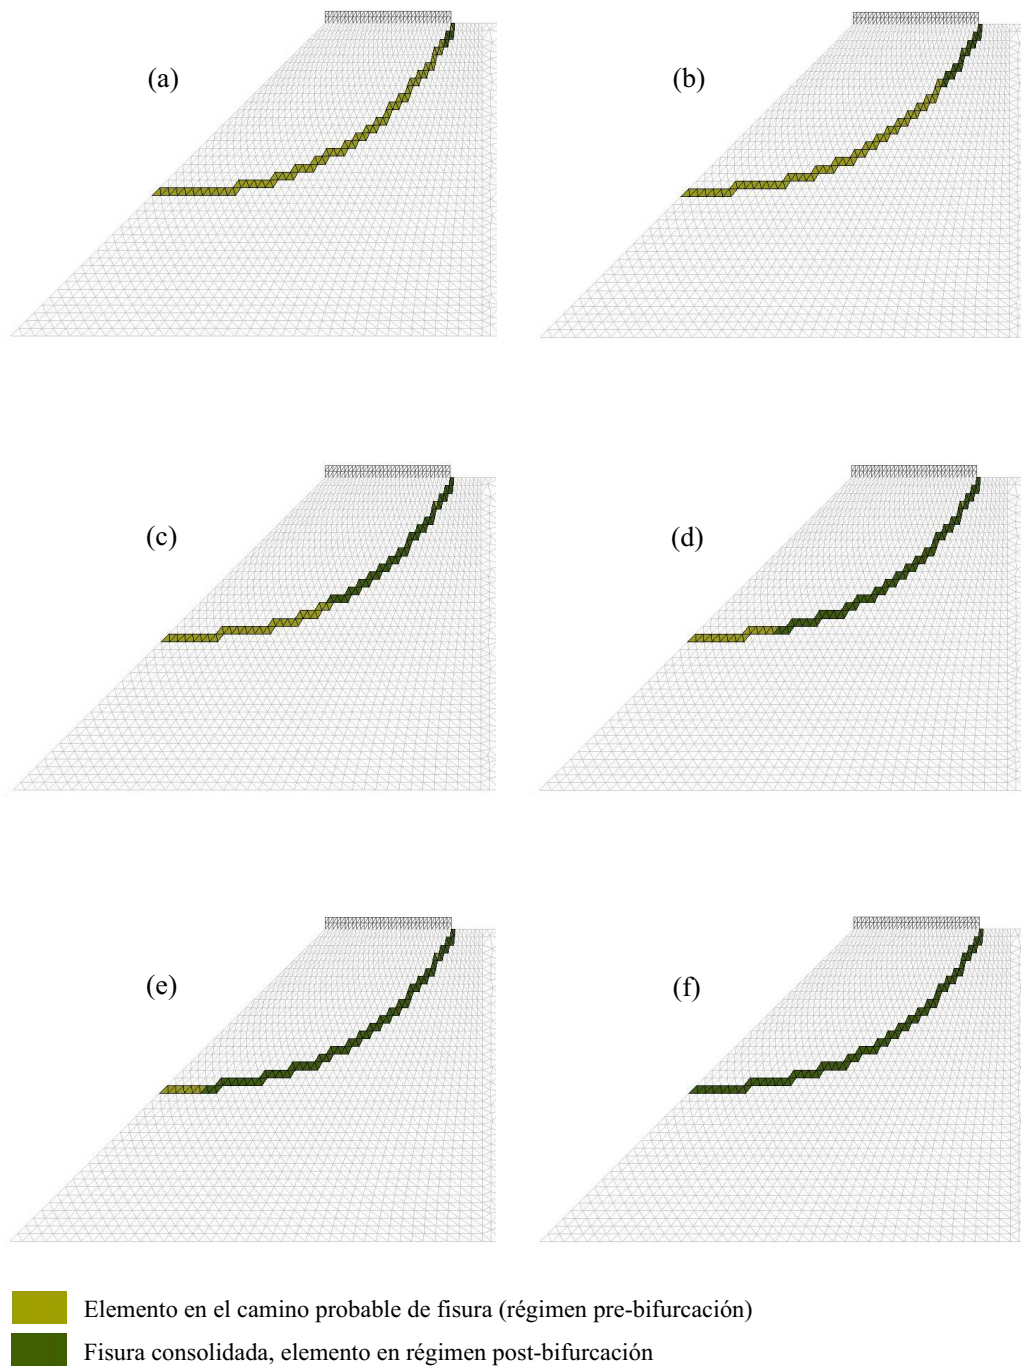 (a)
(b)
(c)
(d)
(e)
(f)
Elemento en el camino probable de fisura (régimen pre-bifurcación)
Fisura consolidada, elemento en régimen post-bifurcación